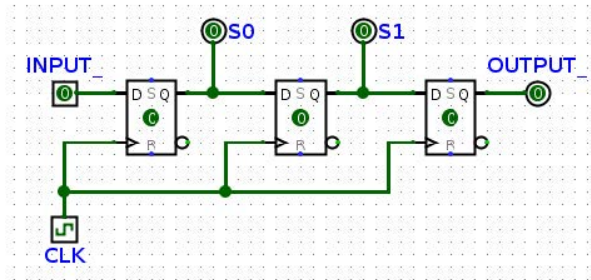 0 S0 0 S1
INPUT_ OUTPUT_
0 D S Q D S Q D S Q 0
0 0 0
R R R
CLK